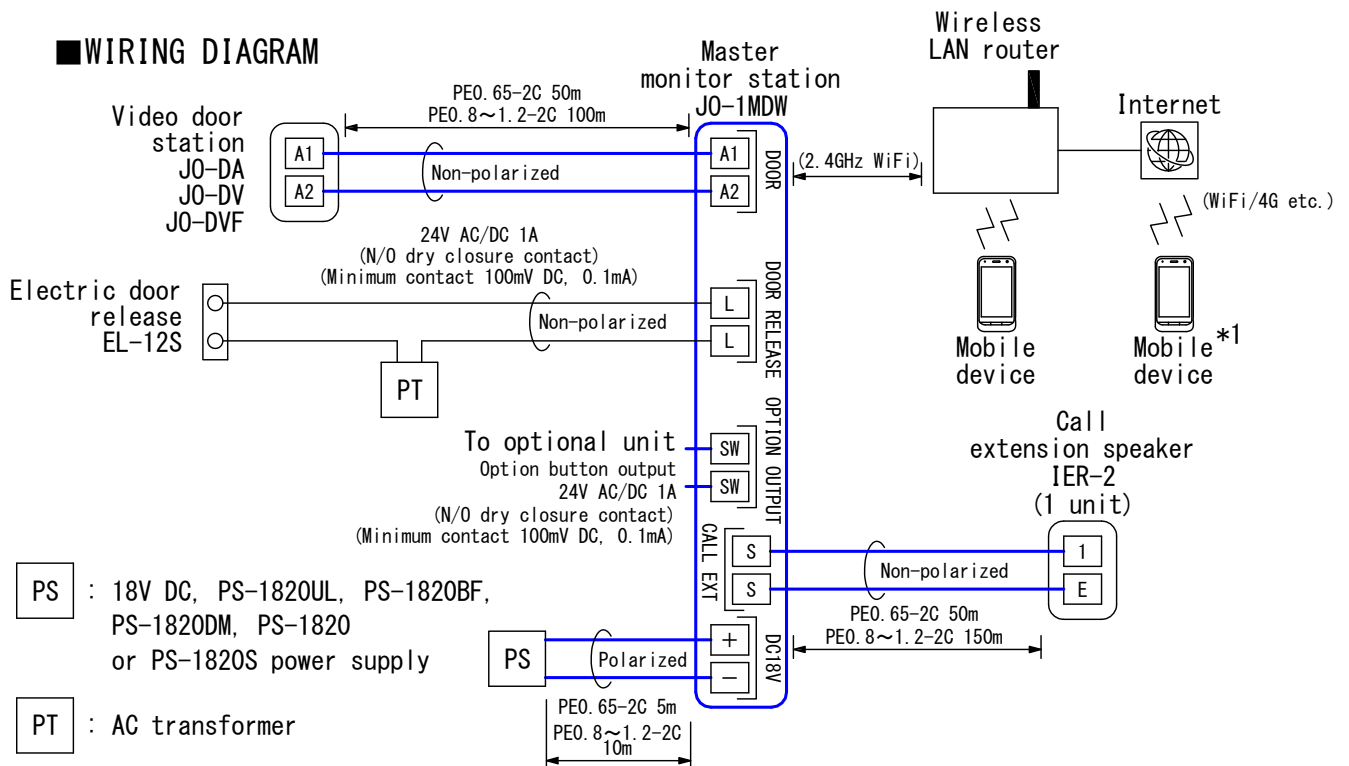 ■WIRING DIAGRAM
Video door
station
JO-DA
JO-DV
JO-DVF
A1
A2
PE0.65-2C 50m
PE0.8～1.2-2C 100m
Non-polarized
Master
monitor station
JO-1MDW
A1
A2
DOOR
(2.4GHz WiFi)
Wireless
LAN router
Internet
(WiFi/4G etc.)
Mobile
device
Mobile*1
device
24V AC/DC 1A
(N/O dry closure contact)
(Minimum contact 100mV DC, 0.1mA)
Electric door
release
EL-12S
Non-polarized
PT
L
L
DOOR RELEASE
To optional unit
Option button output
24V AC/DC 1A
(N/O dry closure contact)
(Minimum contact 100mV DC, 0.1mA)
SW
SW
OPTION OUTPUT
Call
extension speaker
IER-2
(1 unit)
CALL EXT
S
S
Non-polarized
1
E
PE0.65-2C 50m
PE0.8～1.2-2C 150m
PS : 18V DC, PS-1820UL, PS-1820BF,
PS-1820DM, PS-1820
or PS-1820S power supply
PS
Polarized
+
−
DC18V
PE0.65-2C 5m
PE0.8～1.2-2C
10m
PT : AC transformer